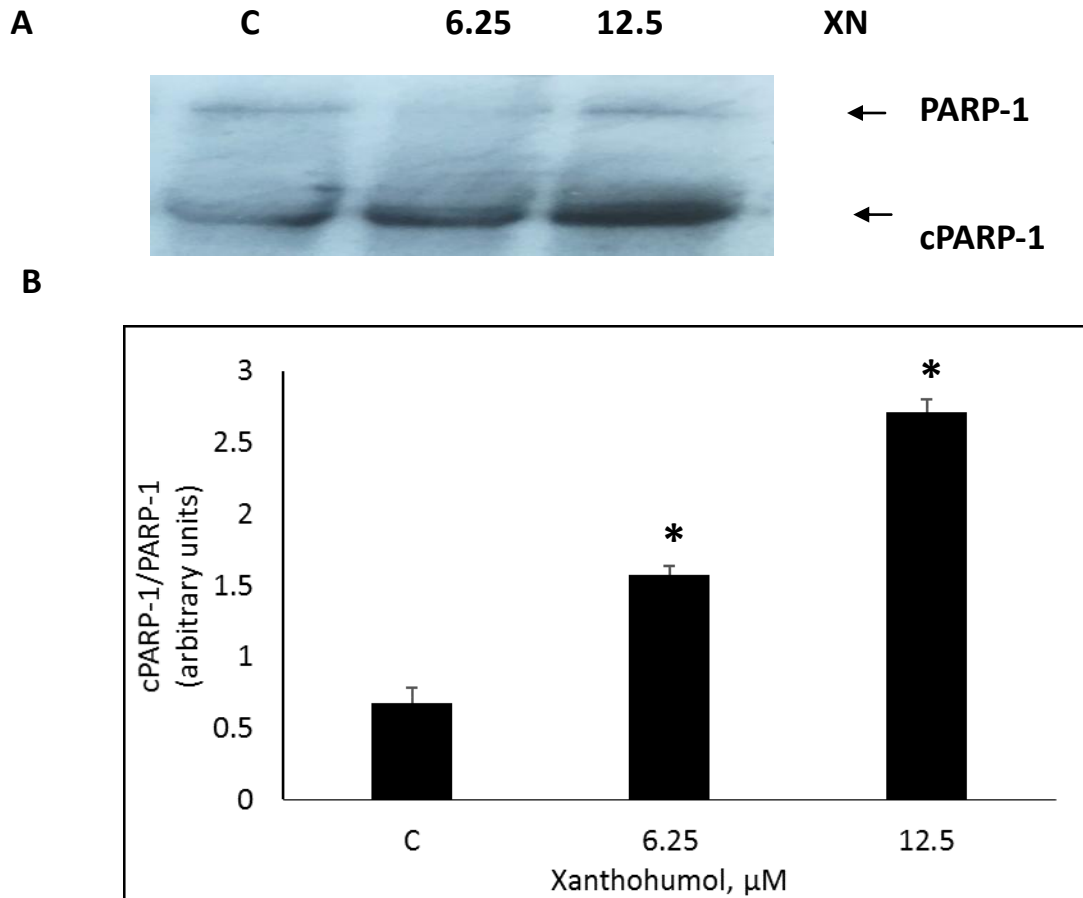 A C 6.25 12.5 XN
PARP-1
cPARP-1
B
3
*
2.5
2
*
1.5
1
0.5
0
cPARP-1/PARP-1
(arbitrary units)
C 6.25 12.5
Xanthohumol, µM